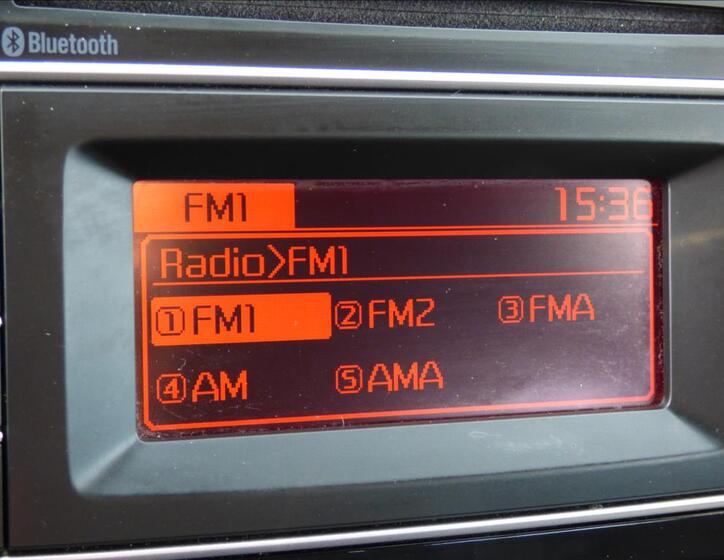 Bluetooth
FM1 15:36
Radio>FM1
①FM1 ②FM2 ③FMA
④AM ⑤AMA